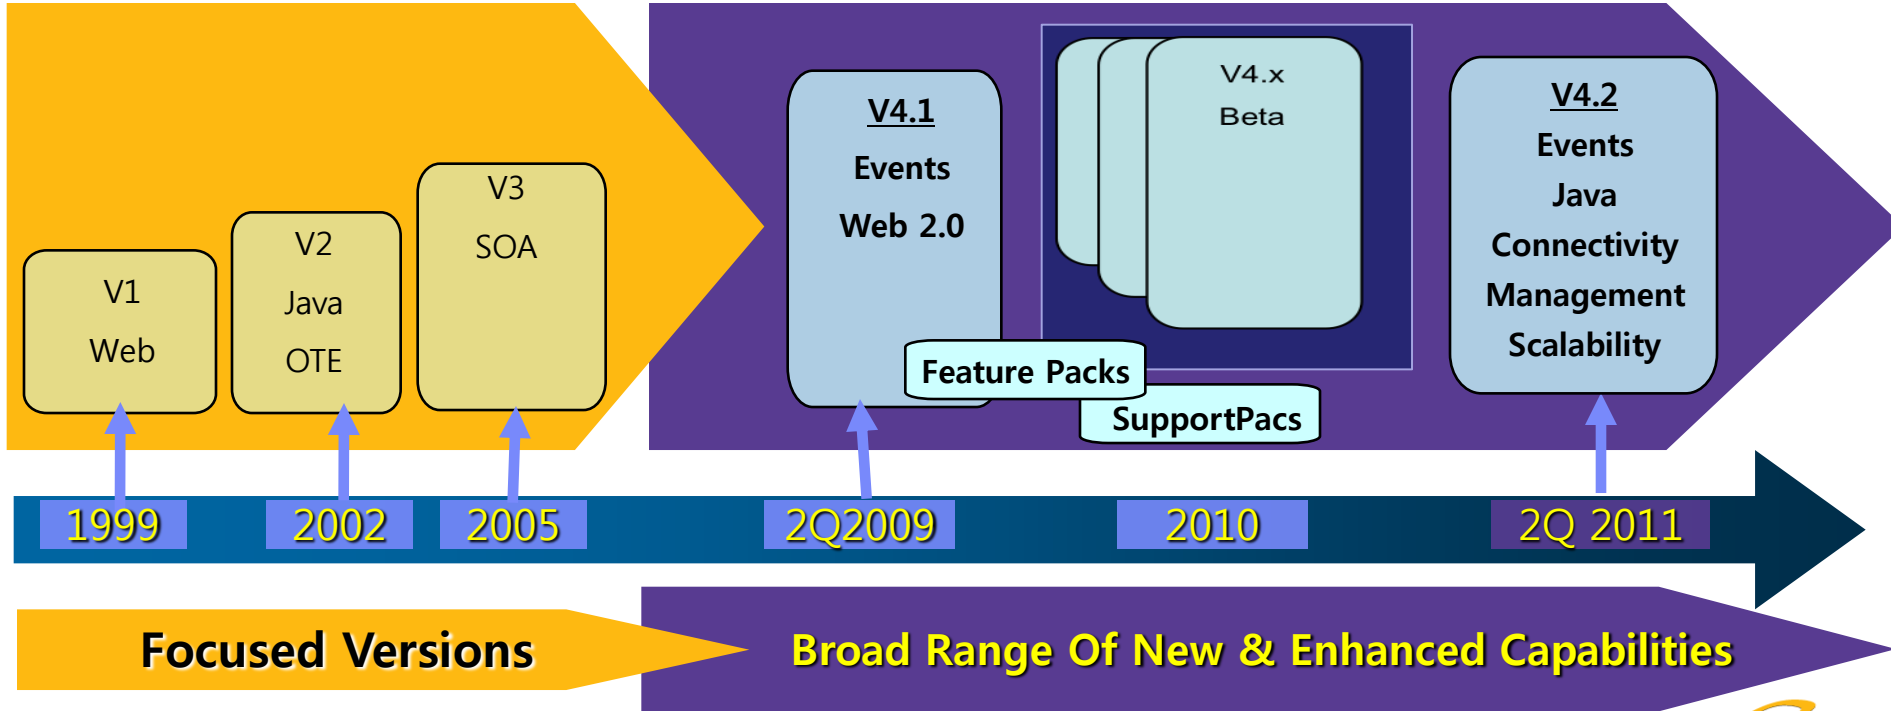 V1
Web
V2
Java
OTE
V3
SOA
V4.1
Events
Web 2.0
V4.x
Beta
V4.2
Events
Java
Connectivity
Management
Scalability
Feature Packs
SupportPacs
1999
2002
2005
2Q2009
2010
2Q 2011
Focused Versions
Broad Range Of New & Enhanced Capabilities